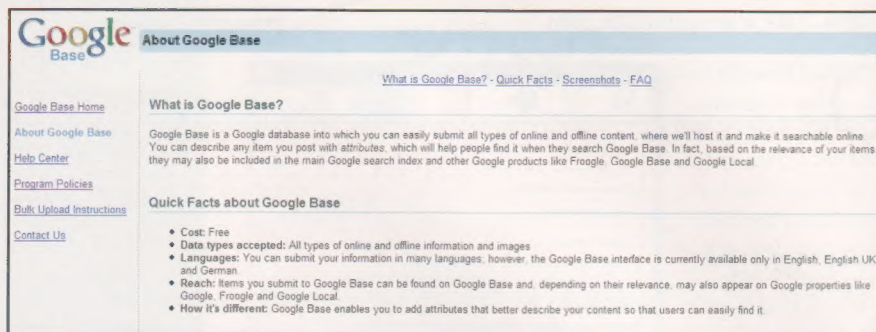 Google
Base
About Google Base
What is Google Base? - Quick Facts - Screenshots - FAQ
Google Base Home
About Google Base
Help Center
Program Policies
Bulk Upload Instructions
Contact Us
What is Google Base?
Google Base is a Google database into which you can easily submit all types of online and offline content, where we'll host it and make it searchable online.
You can describe any item you post with attributes, which will help people find it when they search Google Base. In fact, based on the relevance of your items,
they may also be included in the main Google search index and other Google products like Froogle, Google Base and Google Local.
Quick Facts about Google Base
• Cost: Free
• Data types accepted: All types of online and offline information and images
• Languages: You can submit your information in many languages; however, the Google Base interface is currently available only in English, English UK
and German.
• Reach: Items you submit to Google Base can be found on Google Base and, depending on their relevance, may also appear on Google properties like
Google, Froogle and Google Local.
• How it's different: Google Base enables you to add attributes that better describe your content so that users can easily find it.